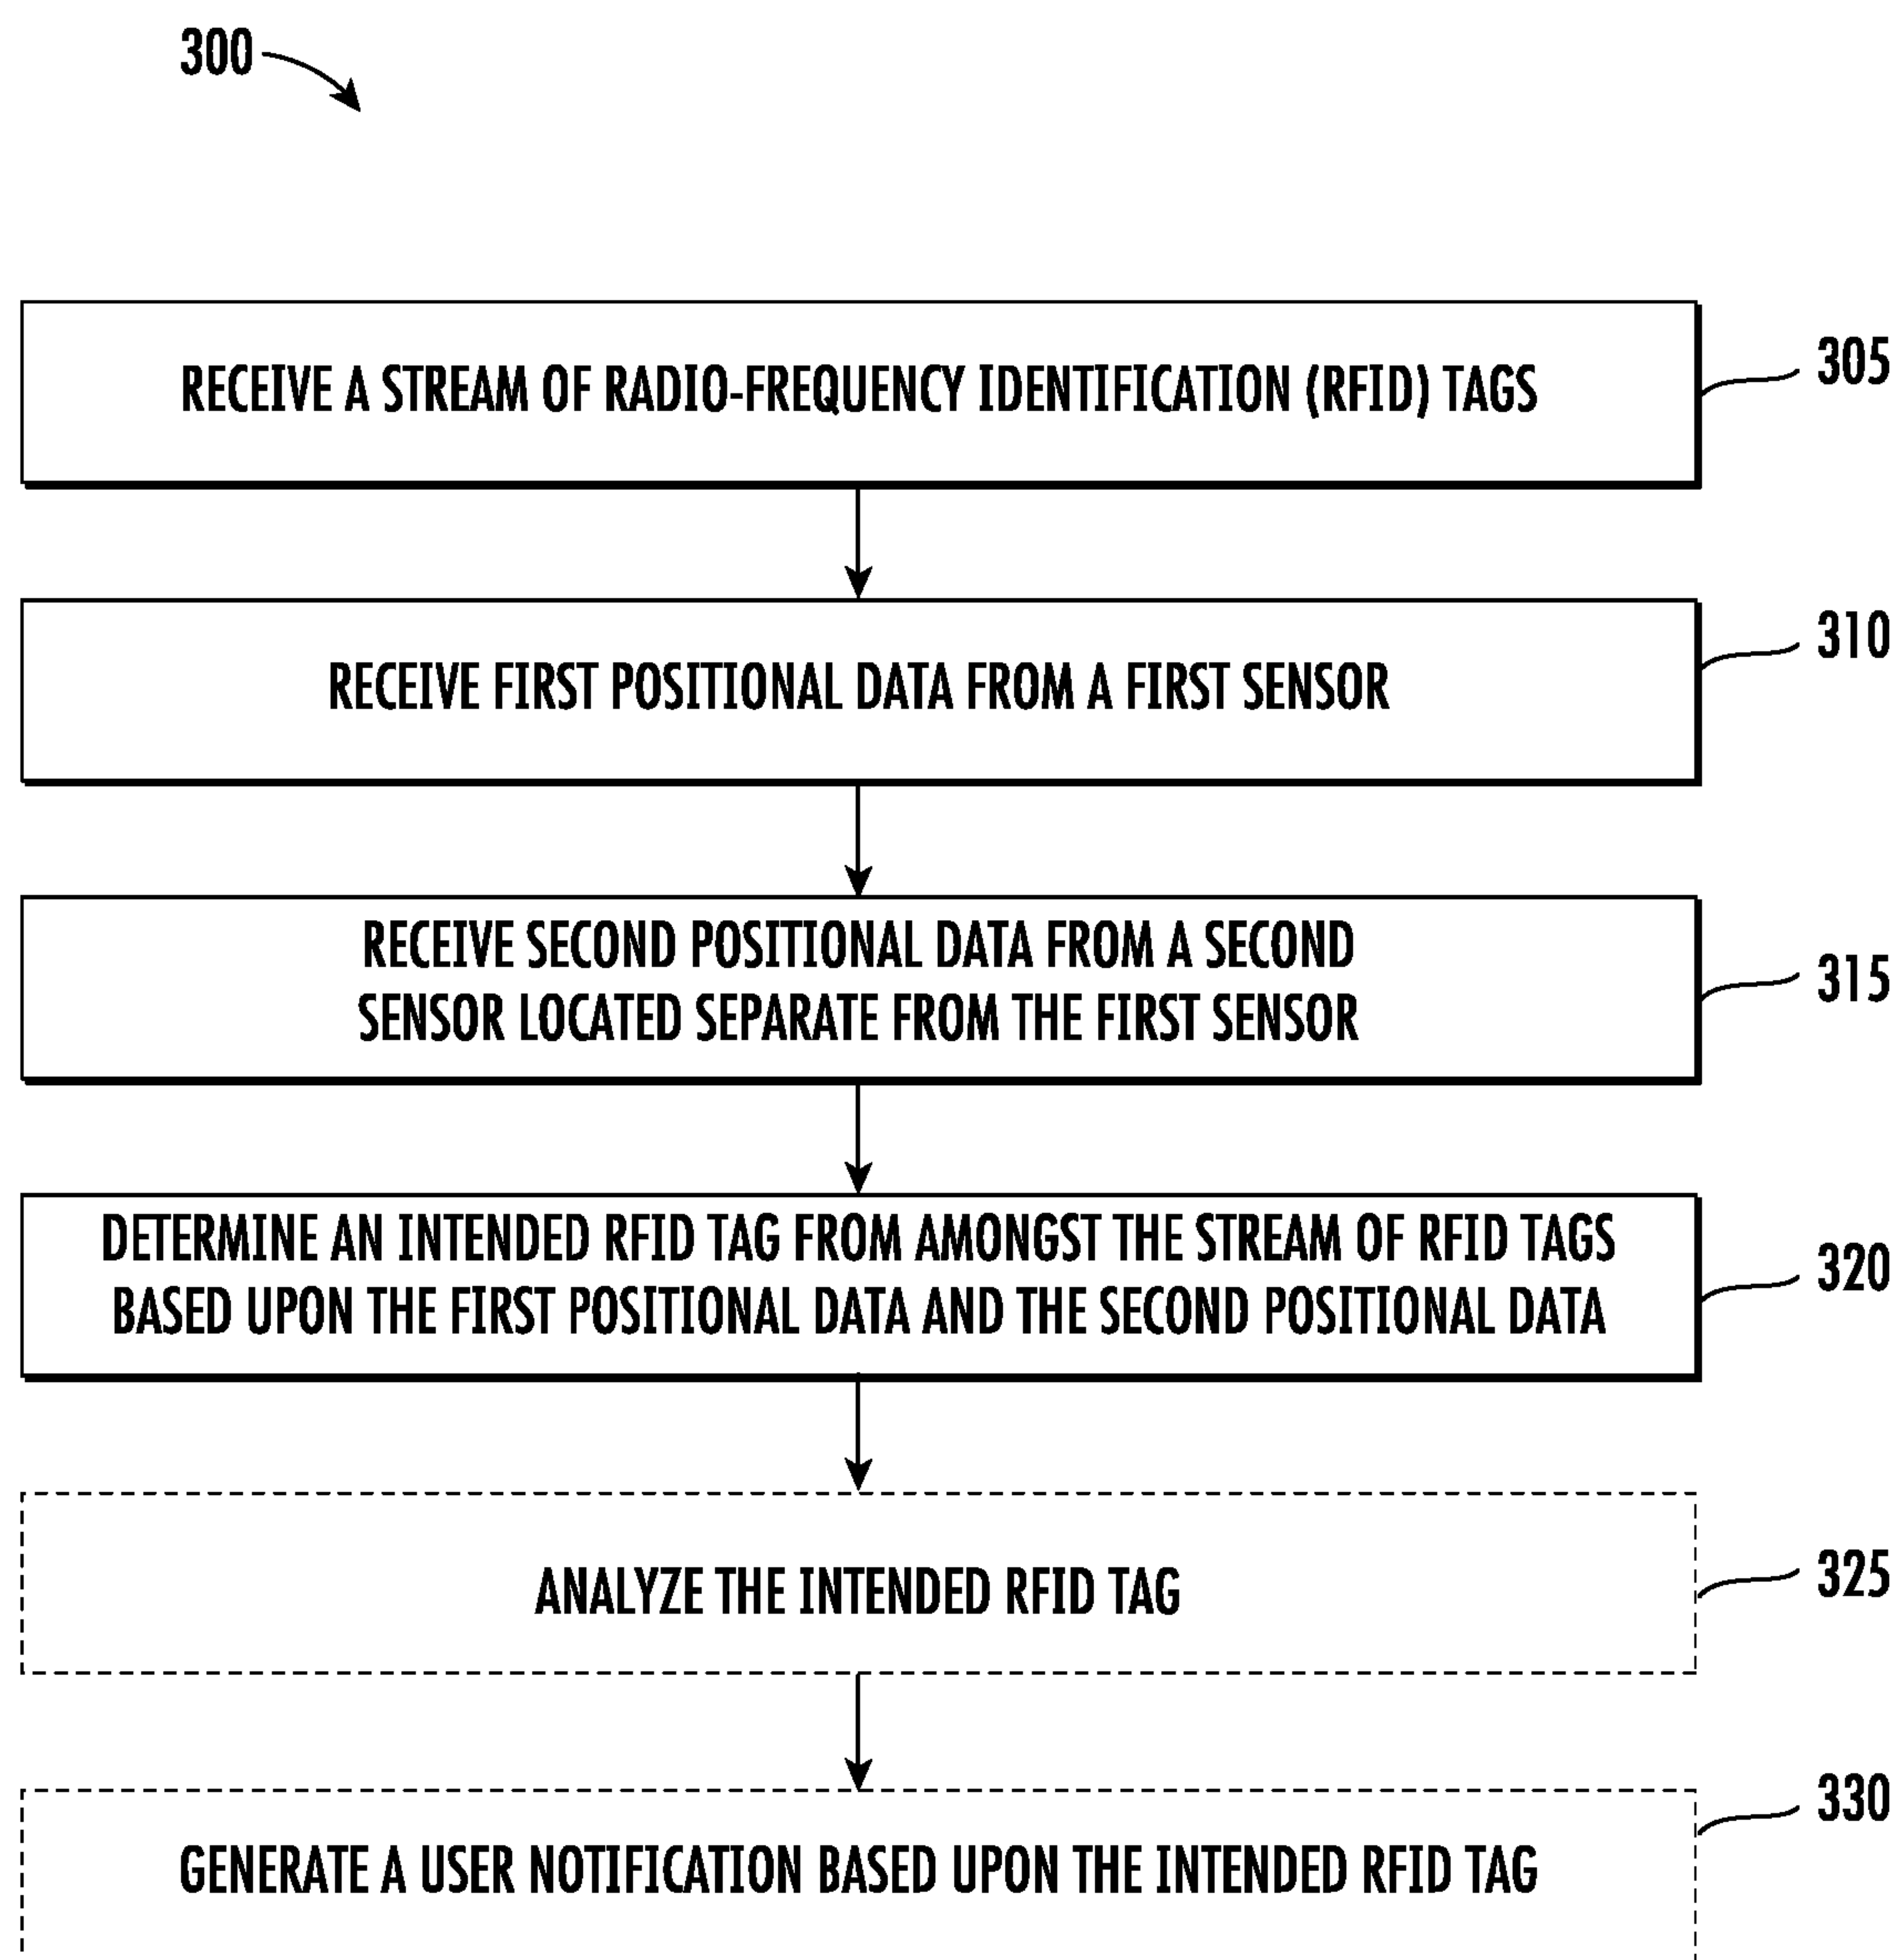 300
RECEIVE A STREAM OF RADIO-FREQUENCY IDENTIFICATION (RFID) TAGS
305
RECEIVE FIRST POSITIONAL DATA FROM A FIRST SENSOR
310
RECEIVE SECOND POSITIONAL DATA FROM A SECOND
SENSOR LOCATED SEPARATE FROM THE FIRST SENSOR
315
DETERMINE AN INTENDED RFID TAG FROM AMONGST THE STREAM OF RFID TAGS
BASED UPON THE FIRST POSITIONAL DATA AND THE SECOND POSITIONAL DATA
320
ANALYZE THE INTENDED RFID TAG
325
GENERATE A USER NOTIFICATION BASED UPON THE INTENDED RFID TAG
330